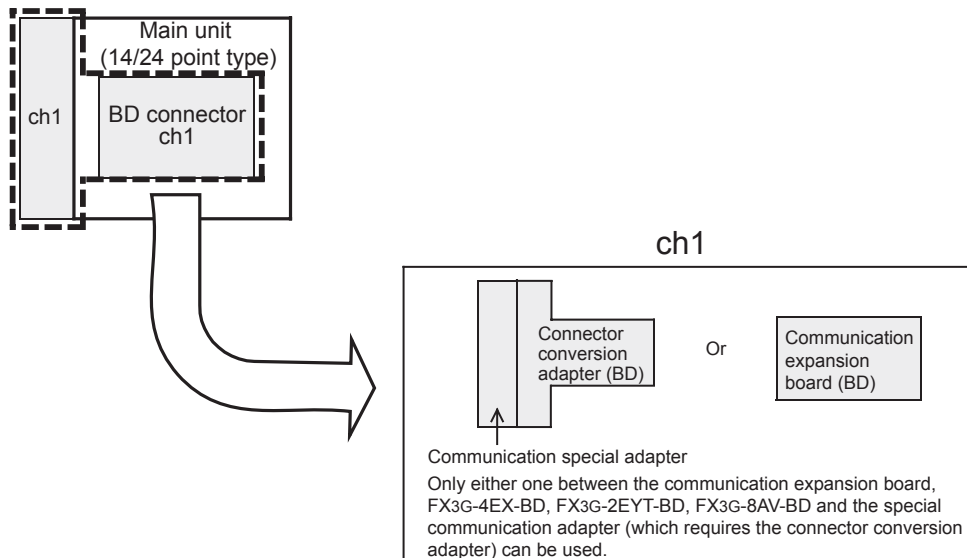 Main unit
(14/24 point type)
ch1
BD connector
ch1
ch1
Connector
conversion
adapter (BD)
Or
Communication
expansion
board (BD)
Communication special adapter
Only either one between the communication expansion board,
FX3G-4EX-BD, FX3G-2EYT-BD, FX3G-8AV-BD and the special
communication adapter (which requires the connector conversion
adapter) can be used.